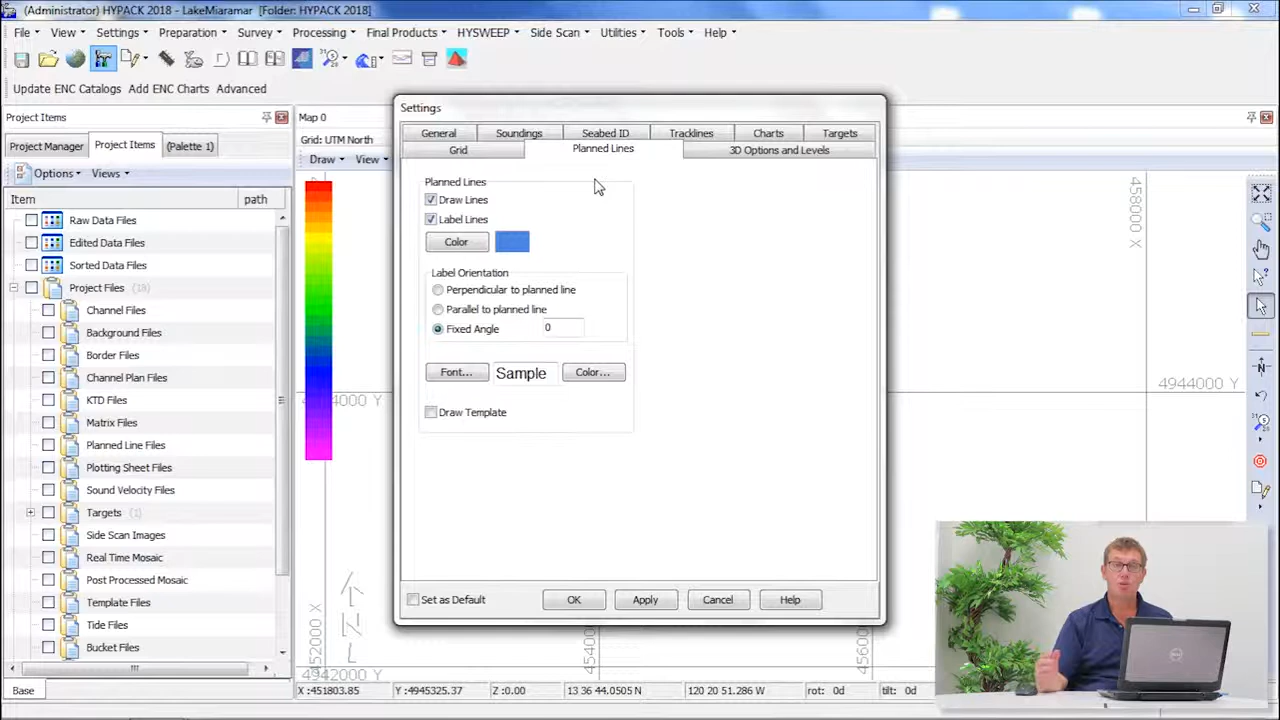 (Administrator) HYPACK 2018 - LakeMiaramar  [Folder: HYPACK 2018]
File View Settings Preparation Survey Processing Final Products HYSWEEP Side Scan Utilities Tools Help
Update ENC Catalogs Add ENC Charts Advanced
Project Items
Project Manager Project Items (Palette 1)
Options Views
Item path
Raw Data Files
Edited Data Files
Sorted Data Files
Project Files (18)
Channel Files
Background Files
Border Files
Channel Plan Files
KTD Files
Matrix Files
Planned Line Files
Plotting Sheet Files
Sound Velocity Files
Targets (1)
Side Scan Images
Real Time Mosaic
Post Processed Mosaic
Template Files
Tide Files
Bucket Files
Base
Map 0
Grid: UTM North
Draw View
Settings
General Soundings Seabed ID Tracklines Charts Targets
Grid Planned Lines 3D Options and Levels
Planned Lines
Draw Lines
Label Lines
Color
Label Orientation
Perpendicular to planned line
Parallel to planned line
Fixed Angle 0
Font... Sample Color...
Draw Template
Set as Default OK Apply Cancel Help
458000 X
4944000 Y
4000 Y
452000 X
4942000 Y
454000
4560
N
X :451803.85 Y :4945325.37 Z :0.00 13 36 44.0505 N 120 20 51.286 W rot: 0d tilt: 0d
DELL